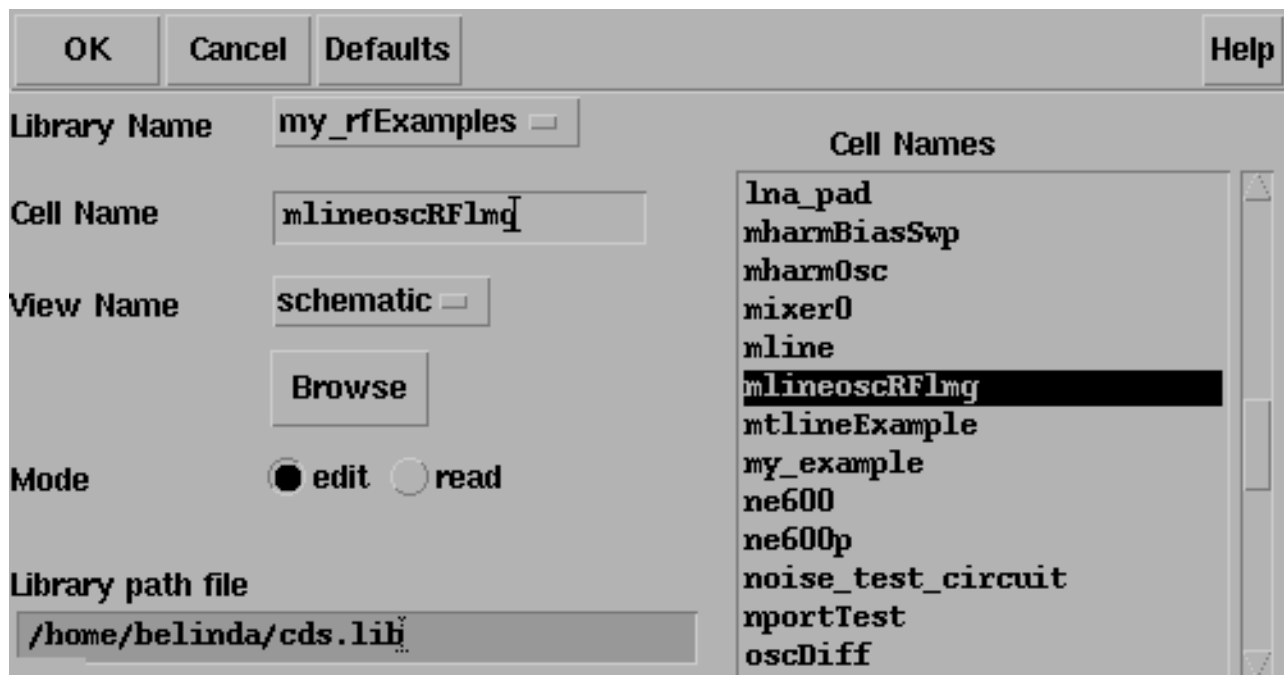 OK Cancel Defaults Help
Library Name my_rfExamples
Cell Name mlineoscRFlmg
View Name schematic
Browse
Mode edit read
Library path file
/home/belinda/cds.lib
Cell Names
lna_pad
mharmBiasSwp
mharmOsc
mixer0
mline
mlineoscRFlmg
mtlineExample
my_example
ne600
ne600p
noise_test_circuit
nportTest
oscDiff